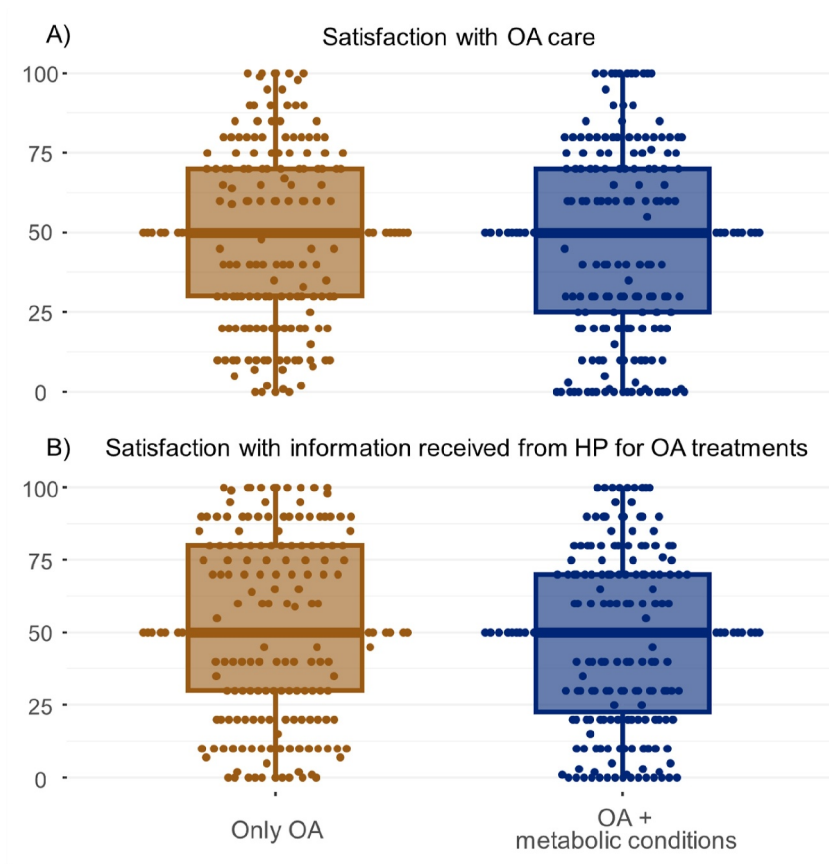 A) Satisfaction with OA care
100
75
50
25
0
B) Satisfaction with information received from HP for OA treatments
100
75
50
25
0
Only OA
OA +
metabolic conditions